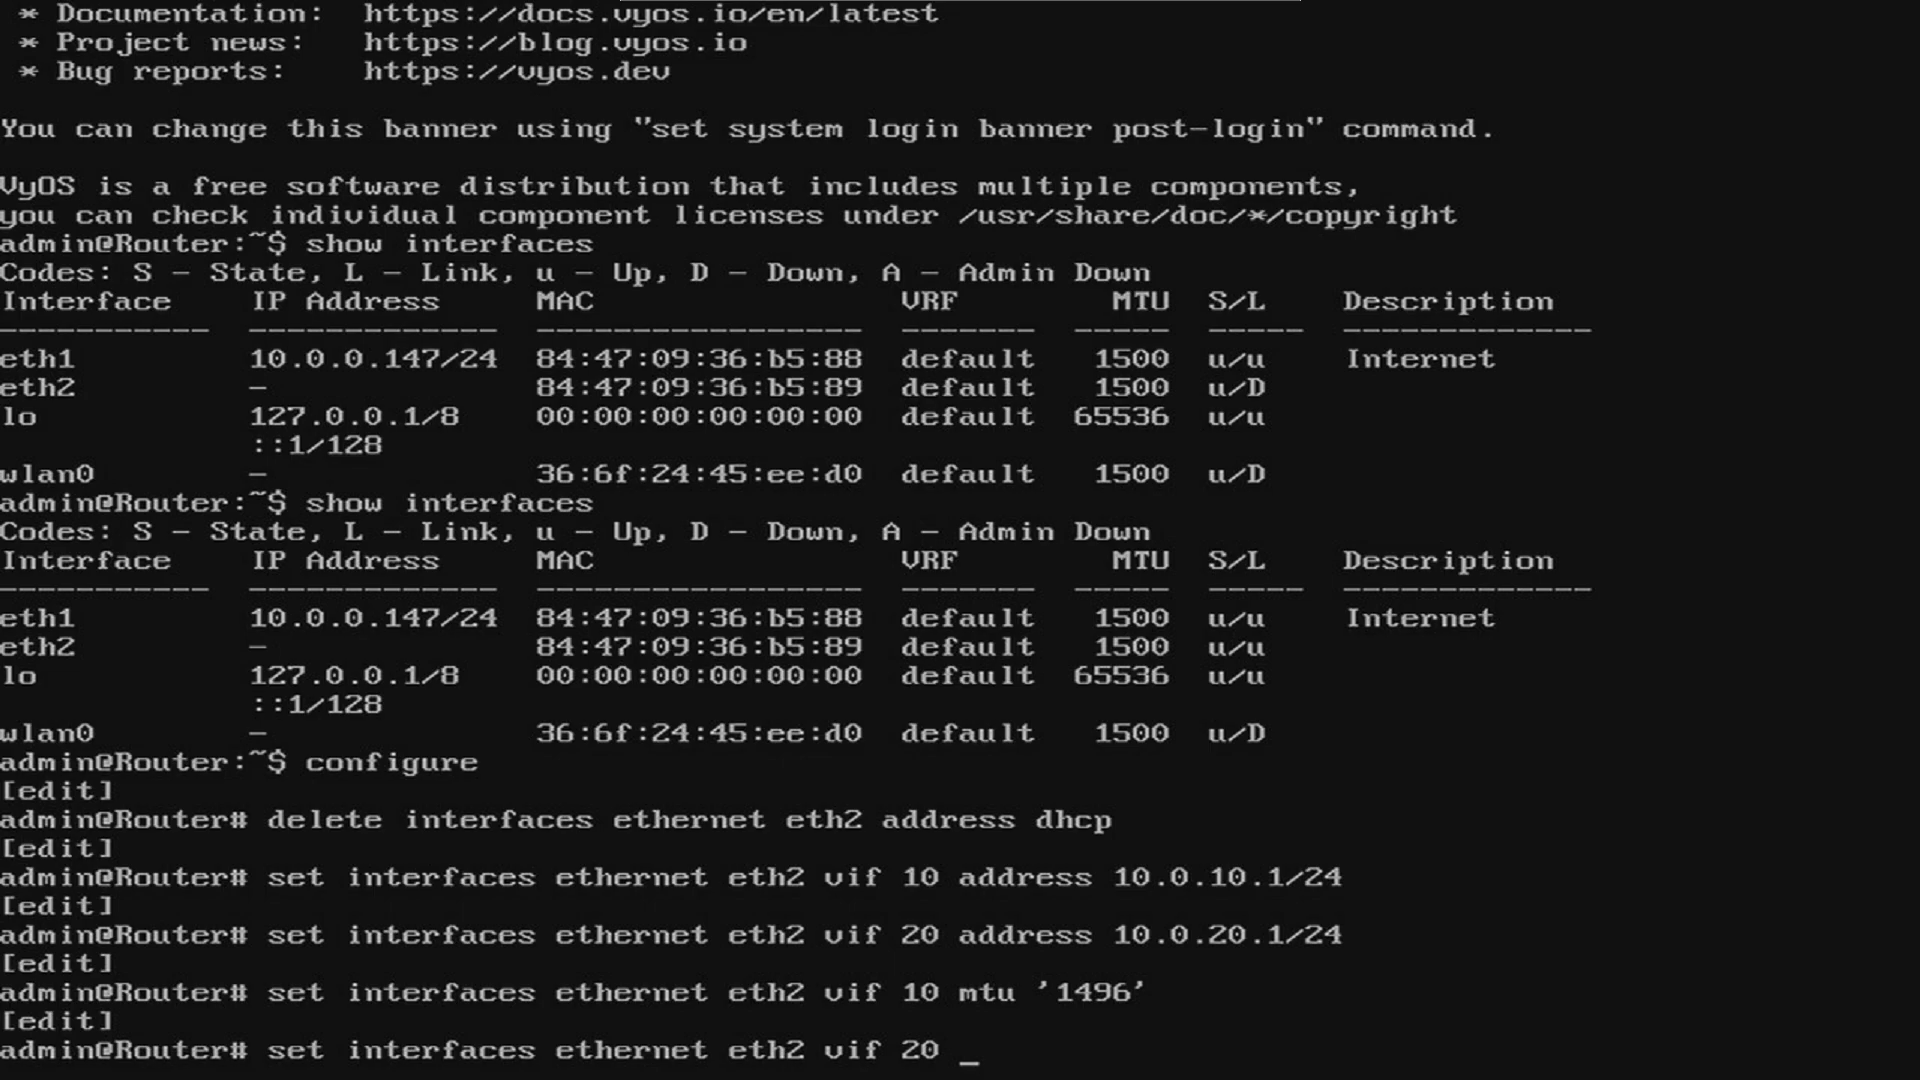 * Documentation:  https://docs.vyos.io/en/latest
* Project news:   https://blog.vyos.io
* Bug reports:    https://vyos.dev
You can change this banner using "set system login banner post-login" command.
VyOS is a free software distribution that includes multiple components,
you can check individual component licenses under /usr/share/doc/*/copyright
admin@Router:~$ show interfaces
Codes: S - State, L - Link, u - Up, D - Down, A - Admin Down
Interface    IP Address     MAC                VRF        MTU  S/L    Description
-----------  -------------  -----------------  -------  -----  -----  -------------
eth1         10.0.0.147/24  84:47:09:36:b5:88  default   1500  u/u    Internet
eth2         -              84:47:09:36:b5:89  default   1500  u/D
lo           127.0.0.1/8    00:00:00:00:00:00  default  65536  u/u
             ::1/128
wlan0        -              36:6f:24:45:ee:d0  default   1500  u/D
admin@Router:~$ show interfaces
Codes: S - State, L - Link, u - Up, D - Down, A - Admin Down
Interface    IP Address     MAC                VRF        MTU  S/L    Description
-----------  -------------  -----------------  -------  -----  -----  -------------
eth1         10.0.0.147/24  84:47:09:36:b5:88  default   1500  u/u    Internet
eth2         -              84:47:09:36:b5:89  default   1500  u/u
lo           127.0.0.1/8    00:00:00:00:00:00  default  65536  u/u
             ::1/128
wlan0        -              36:6f:24:45:ee:d0  default   1500  u/D
admin@Router:~$ configure
[edit]
admin@Router# delete interfaces ethernet eth2 address dhcp
[edit]
admin@Router# set interfaces ethernet eth2 vif 10 address 10.0.10.1/24
[edit]
admin@Router# set interfaces ethernet eth2 vif 20 address 10.0.20.1/24
[edit]
admin@Router# set interfaces ethernet eth2 vif 10 mtu '1496'
[edit]
admin@Router# set interfaces ethernet eth2 vif 20 _